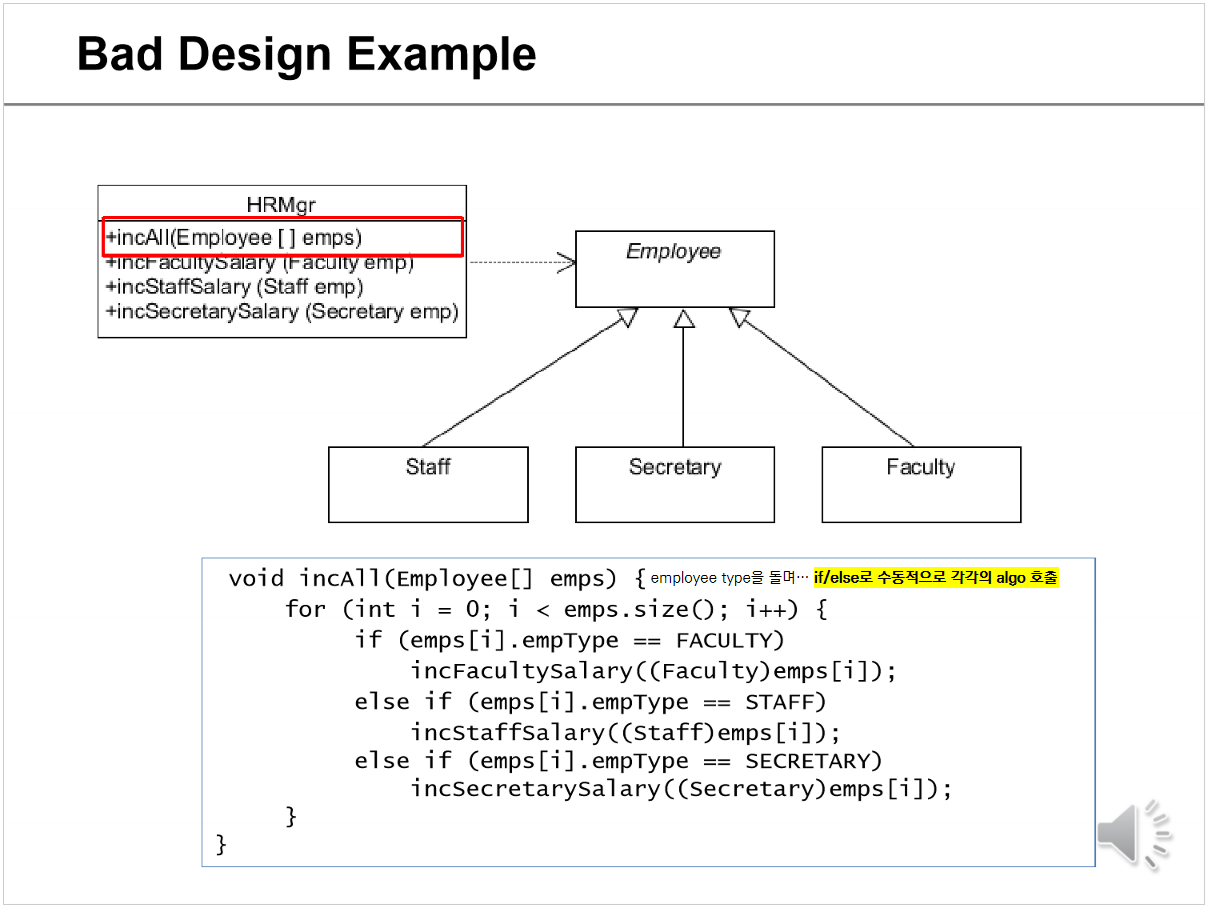 Bad Design Example
HRMgr
+incAll(Employee [ ] emps)
+incFacultySalary (Faculty emp)
+incStaffSalary (Staff emp)
+incSecretarySalary (Secretary emp)
Employee
Staff
Secretary
Faculty
void incAll(Employee[] emps) { employee type을 돌며… if/else로 수동적으로 각각의 algo 호출
for (int i = 0; i < emps.size(); i++) {
if (emps[i].empType == FACULTY)
incFacultySalary((Faculty)emps[i]);
else if (emps[i].empType == STAFF)
incStaffSalary((Staff)emps[i]);
else if (emps[i].empType == SECRETARY)
incSecretarySalary((Secretary)emps[i]);
}
}